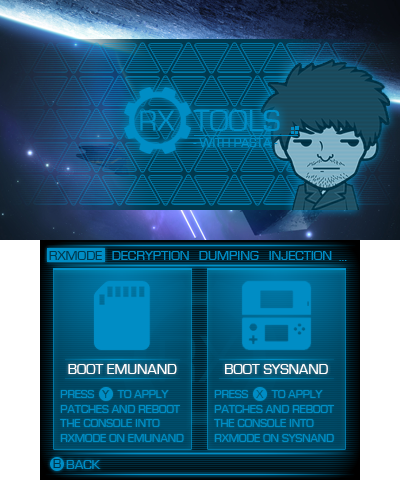 RX TOOLS
- WITH PASTA -
RXMODE DECRYPTION DUMPING INJECTION ...
BOOT EMUNAND
PRESS Y TO APPLY
PATCHES AND REBOOT
THE CONSOLE INTO
RXMODE ON EMUNAND
BOOT SYSNAND
PRESS X TO APPLY
PATCHES AND REBOOT
THE CONSOLE INTO
RXMODE ON SYSNAND
B BACK